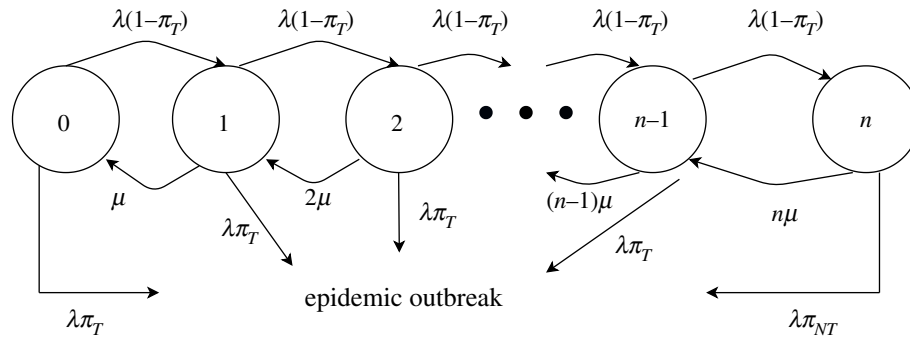 λ(1–π_T) λ(1–π_T) λ(1–π_T) λ(1–π_T) λ(1–π_T)
0 1 2 n–1 n
μ 2μ (n–1)μ nμ
λπ_T λπ_T λπ_T
epidemic outbreak
λπ_T λπ_NT